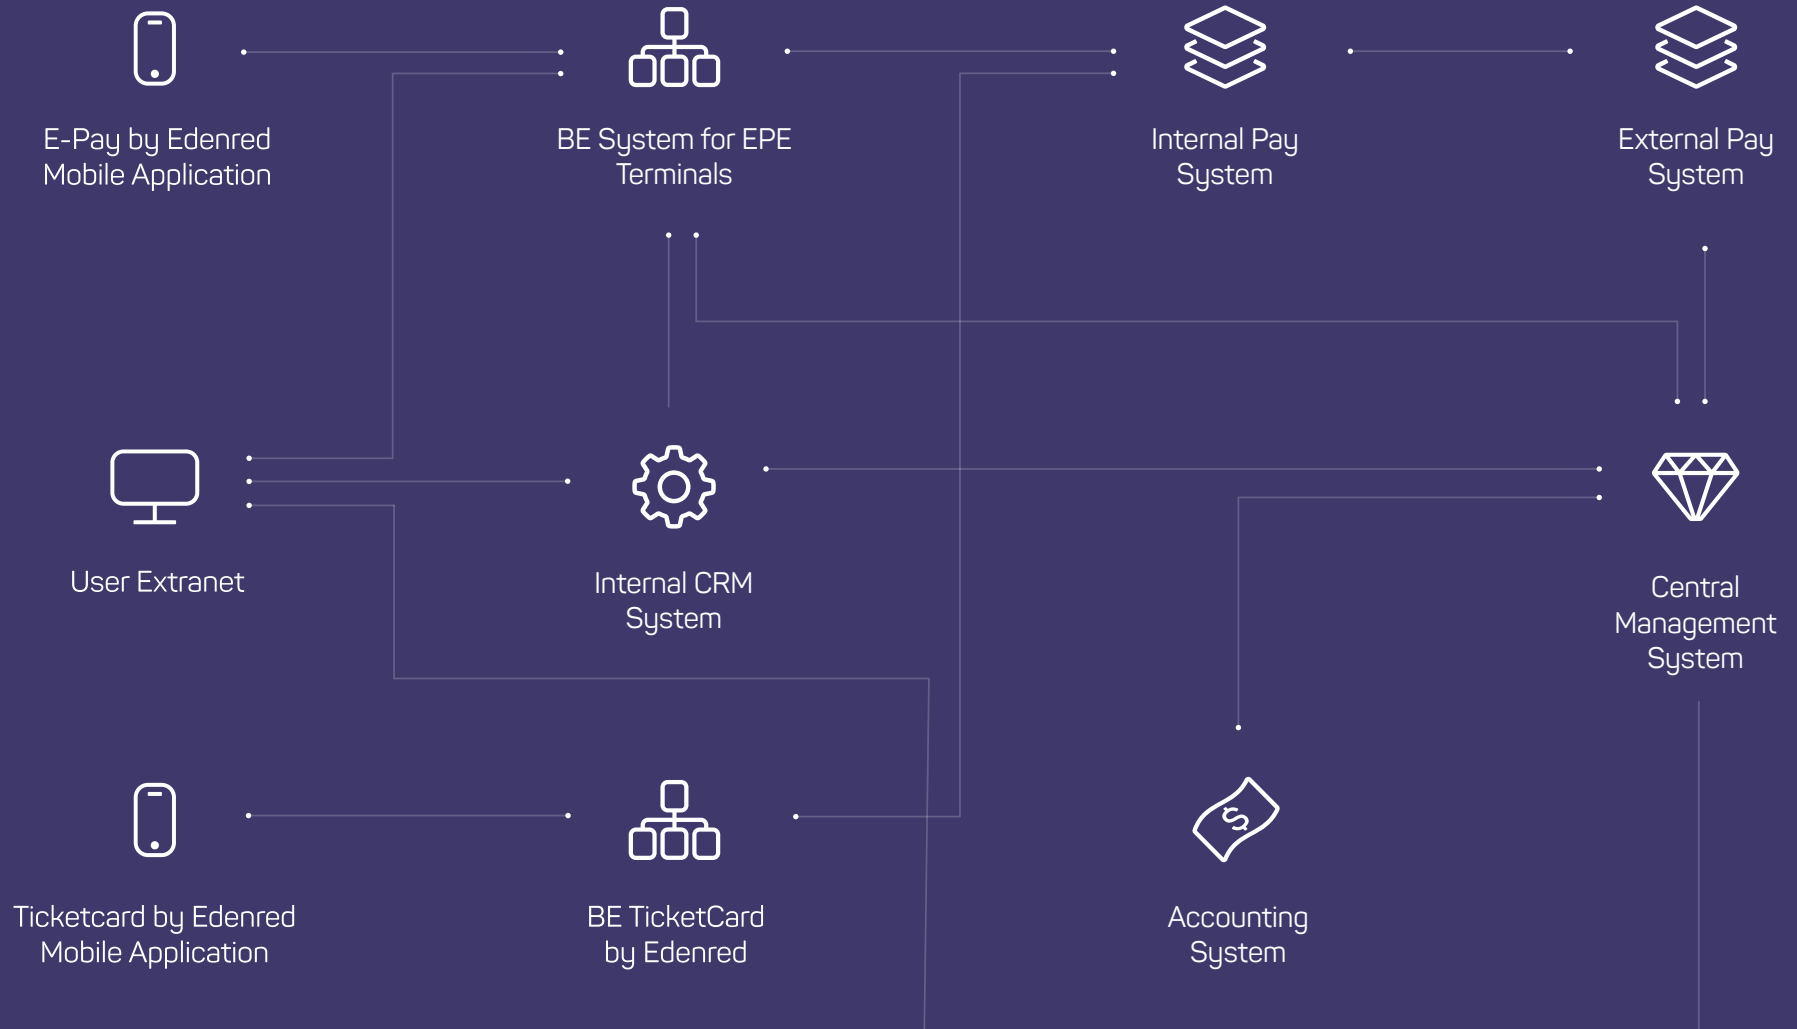 E-Pay by Edenred
Mobile Application
BE System for EPE
Terminals
Internal Pay
System
External Pay
System
User Extranet
Internal CRM
System
Central
Management
System
Ticketcard by Edenred
Mobile Application
BE TicketCard
by Edenred
$
Accounting
System